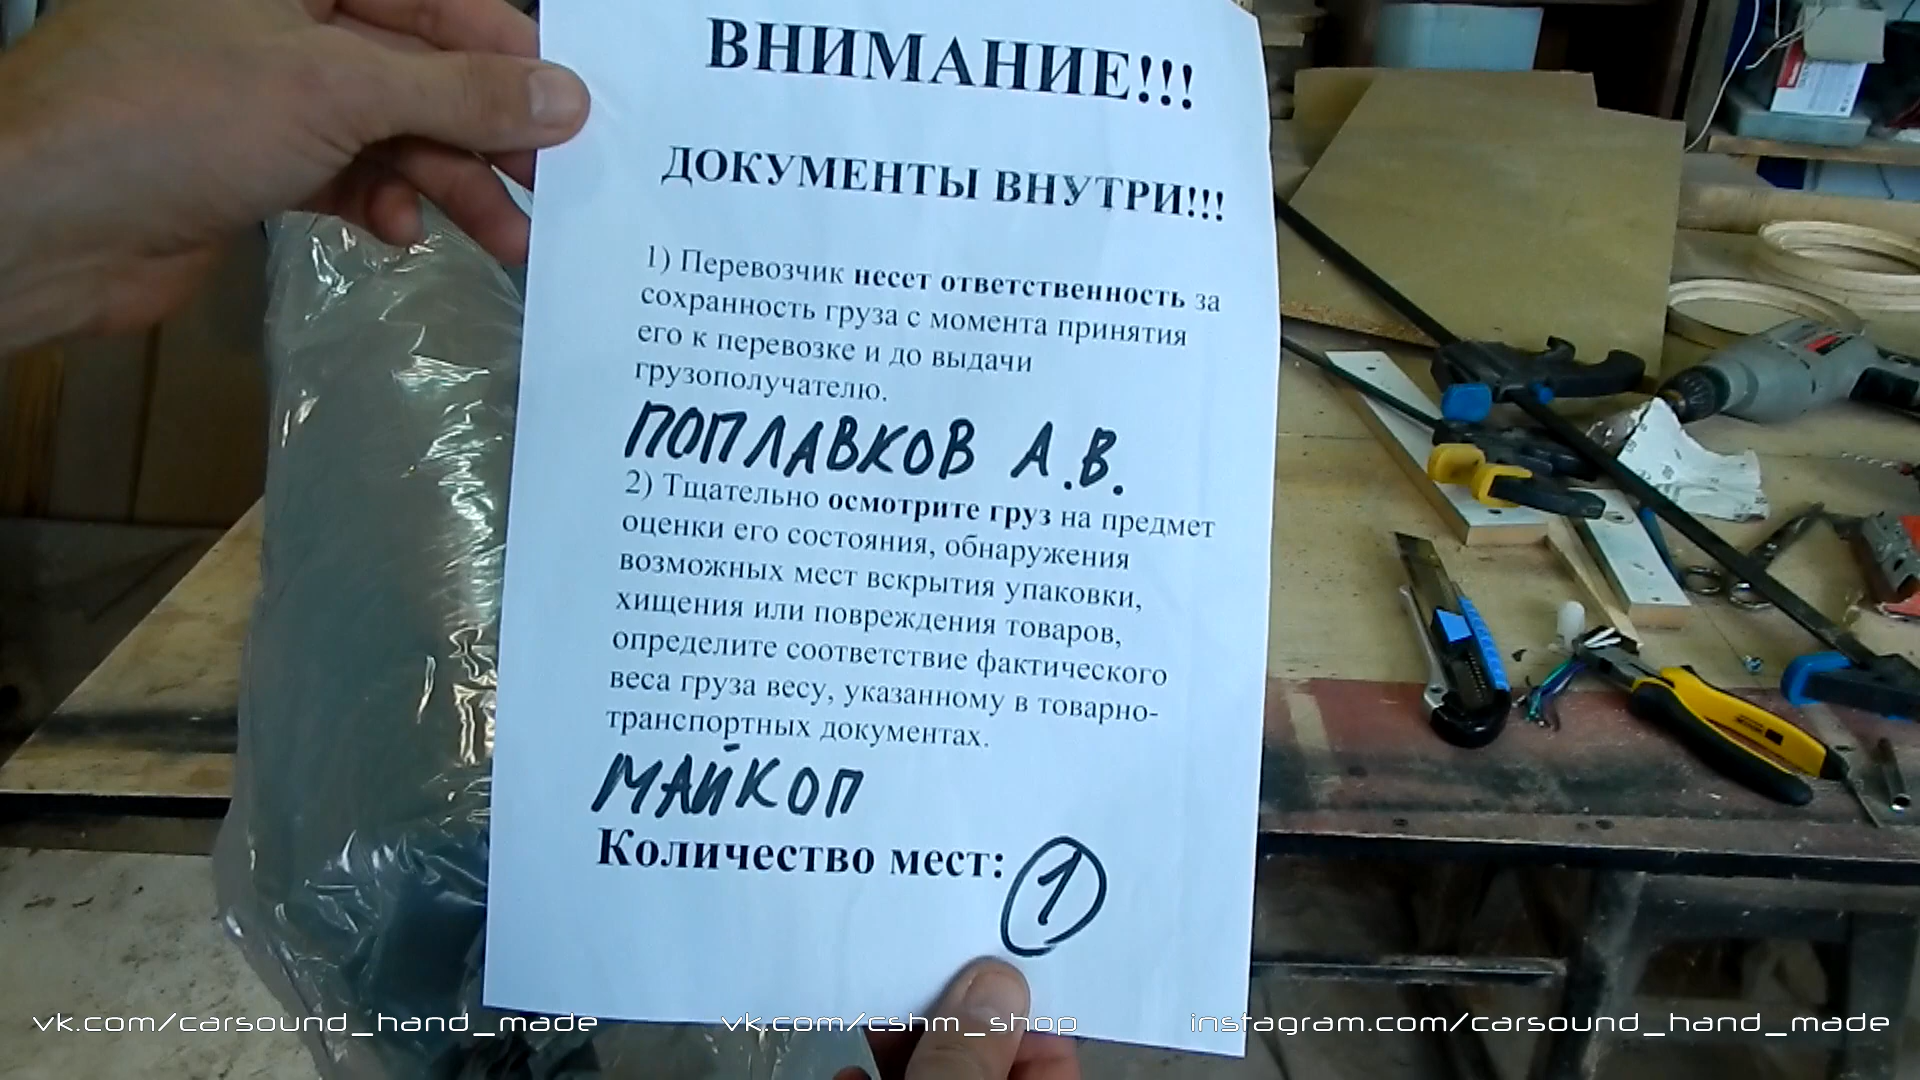 ВНИМАНИЕ!!!
ДОКУМЕНТЫ ВНУТРИ!!!
1) Перевозчик несет ответственность за
сохранность груза с момента принятия
его к перевозке и до выдачи
грузополучателю.
ПОПЛАВКОВ А.В.
2) Тщательно осмотрите груз на предмет
оценки его состояния, обнаружения
возможных мест вскрытия упаковки,
хищения или повреждения товаров,
определите соответствие фактического
веса груза весу, указанному в товарно-
транспортных документах.
МАЙКОП
Количество мест: 1
vk.com/carsound_hand_made vk.com/cshm_shop instagram.com/carsound_hand_made